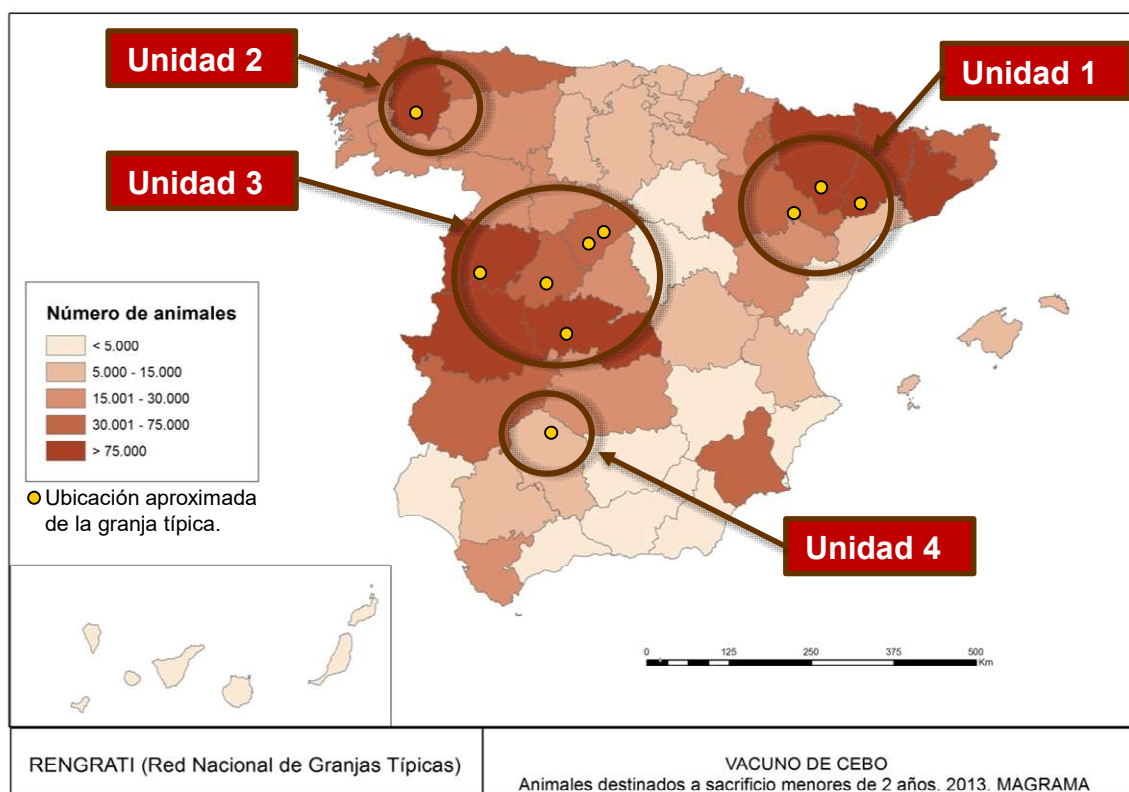 Unidad 2
Unidad 1
Unidad 3
Número de animales
< 5.000
5.000 - 15.000
15.001 - 30.000
30.001 - 75.000
> 75.000
Ubicación aproximada
de la granja típica.
Unidad 4
0 125 250 375 500
Km
RENGRATI (Red Nacional de Granjas Típicas)
VACUNO DE CEBO
Animales destinados a sacrificio menores de 2 años. 2013. MAGRAMA